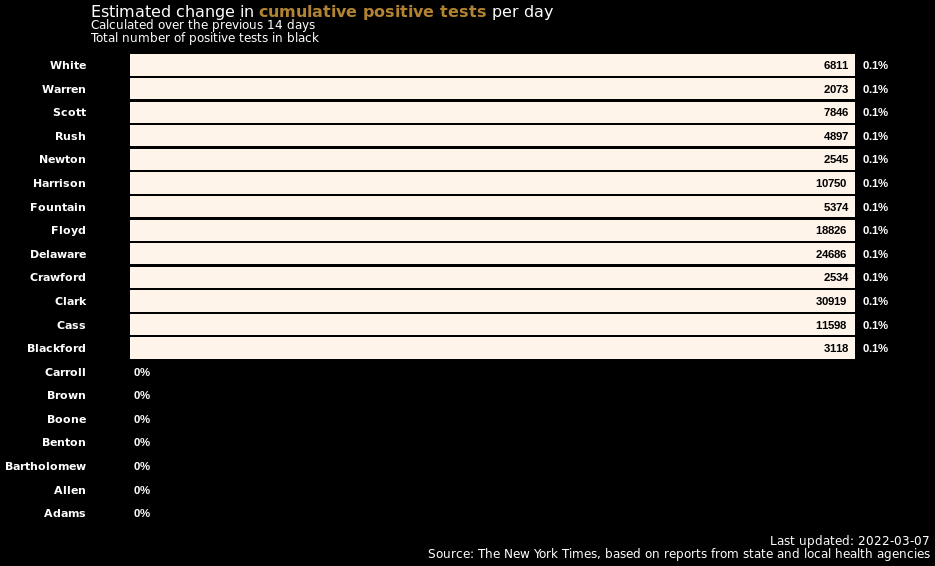 Estimated change in cumulative positive tests per day
Calculated over the previous 14 days
Total number of positive tests in black
White 6811 0.1%
Warren 2073 0.1%
Scott 7846 0.1%
Rush 4897 0.1%
Newton 2545 0.1%
Harrison 10750 0.1%
Fountain 5374 0.1%
Floyd 18826 0.1%
Delaware 24686 0.1%
Crawford 2534 0.1%
Clark 30919 0.1%
Cass 11598 0.1%
Blackford 3118 0.1%
Carroll 0%
Brown 0%
Boone 0%
Benton 0%
Bartholomew 0%
Allen 0%
Adams 0%
Last updated: 2022-03-07
Source: The New York Times, based on reports from state and local health agencies